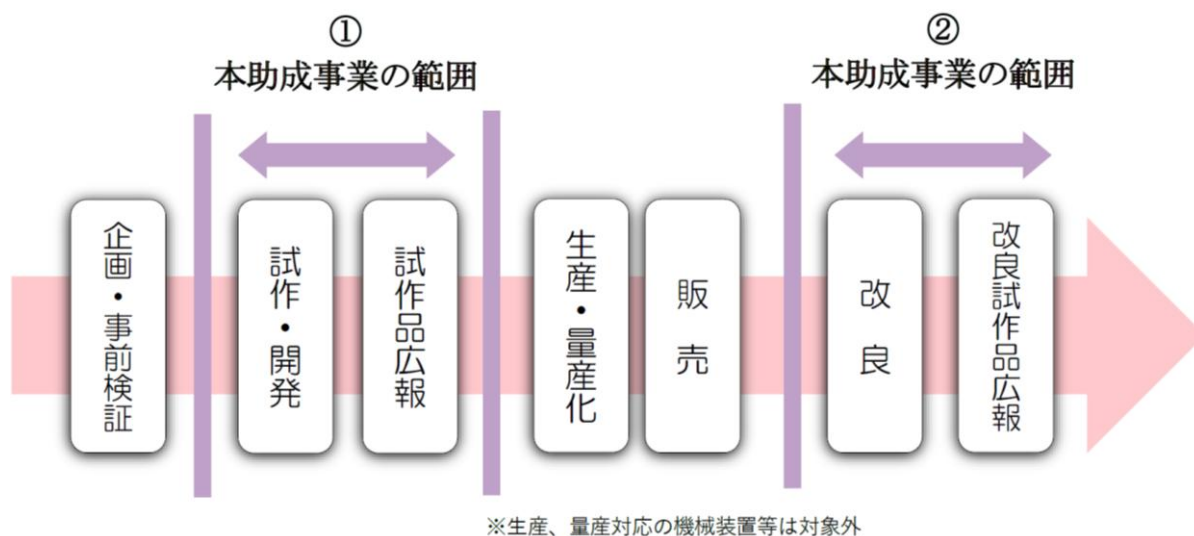 ①
本助成事業の範囲
②
本助成事業の範囲
企画・事前検証
試作・開発
試作品広報
生産・量産化
販売
改良
改良試作品広報
※生産、量産対応の機械装置等は対象外